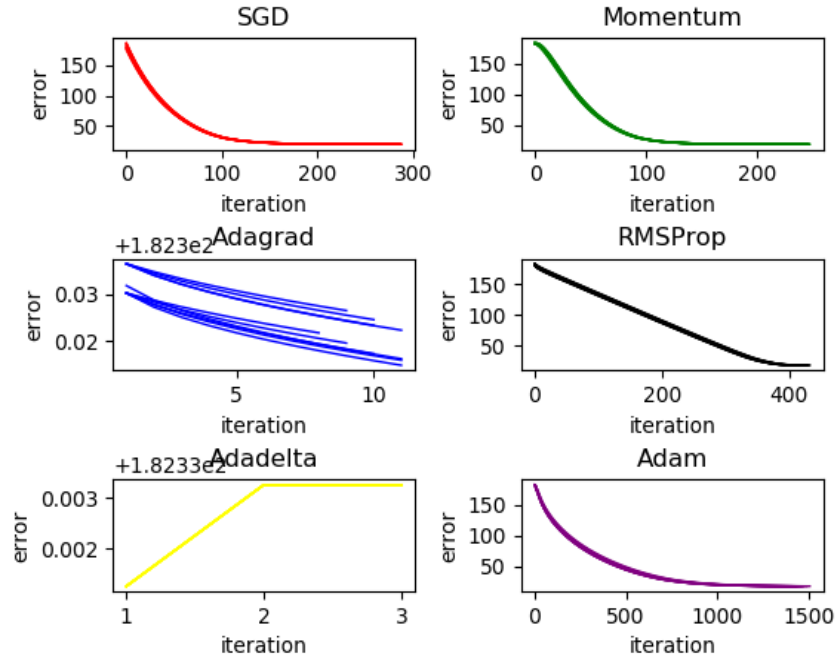 SGD
150
100
50
error
0 100 200 300
iteration
Momentum
150
100
50
error
0 100 200
iteration
+1.823e2
Adagrad
0.03
0.02
error
5 10
iteration
RMSProp
150
100
50
error
0 200 400
iteration
+1.8233e2
Adadelta
0.003
0.002
error
1 2 3
iteration
Adam
150
100
50
error
0 500 1000 1500
iteration